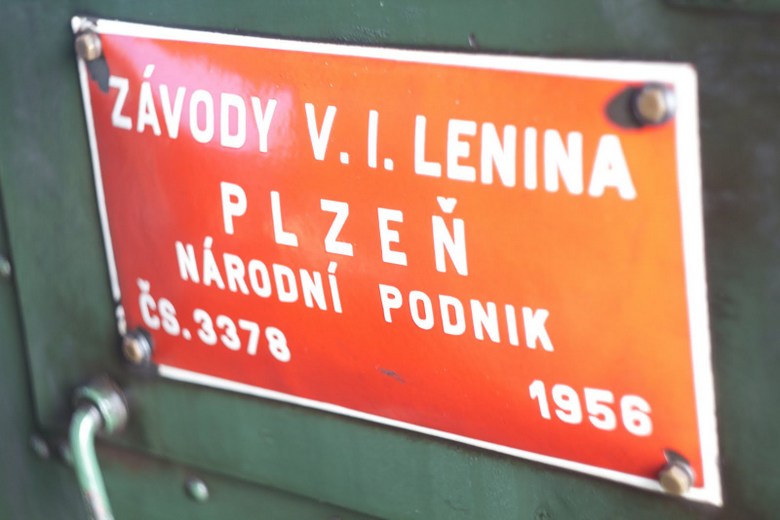 ZÁVODY V. I. LENINA
PLZEŇ
NÁRODNÍ PODNIK
ČS. 3378
1956